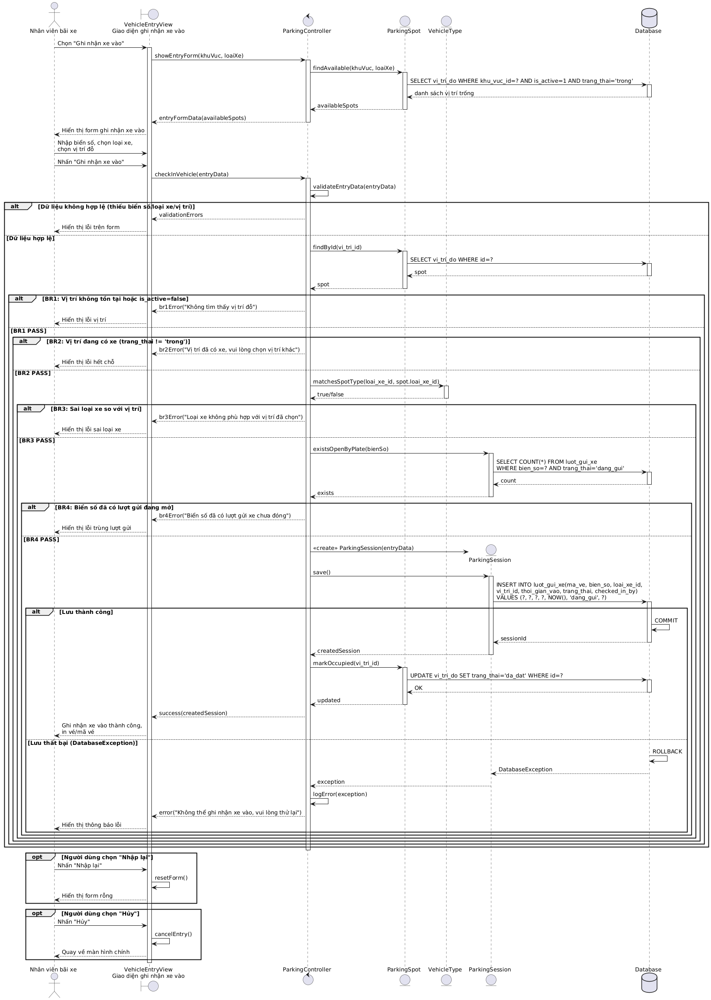 Nhân viên bãi xe
VehicleEntryView
Giao diện ghi nhận xe vào
ParkingController
ParkingSpot
VehicleType
Database
Chọn "Ghi nhận xe vào"
showEntryForm(khuVuc, loaiXe)
findAvailable(khuVuc, loaiXe)
SELECT vi_tri_do WHERE khu_vuc_id=? AND is_active=1 AND trang_thai='trong'
danh sách vị trí trống
availableSpots
entryFormData(availableSpots)
Hiển thị form ghi nhận xe vào
Nhập biển số, chọn loại xe,
chọn vị trí đỗ
Nhấn "Ghi nhận xe vào"
checkInVehicle(entryData)
validateEntryData(entryData)
alt [Dữ liệu không hợp lệ (thiếu biển số/loại xe/vị trí)]
validationErrors
Hiển thị lỗi trên form
[Dữ liệu hợp lệ]
findById(vi_tri_id)
SELECT vi_tri_do WHERE id=?
spot
spot
alt [BR1: Vị trí không tồn tại hoặc is_active=false]
br1Error("Không tìm thấy vị trí đỗ")
Hiển thị lỗi vị trí
[BR1 PASS]
alt [BR2: Vị trí đang có xe (trang_thai != 'trong')]
br2Error("Vị trí đã có xe, vui lòng chọn vị trí khác")
Hiển thị lỗi hết chỗ
[BR2 PASS]
matchesSpotType(loai_xe_id, spot.loai_xe_id)
true/false
alt [BR3: Sai loại xe so với vị trí]
br3Error("Loại xe không phù hợp với vị trí đã chọn")
Hiển thị lỗi sai loại xe
[BR3 PASS]
existsOpenByPlate(bienSo)
SELECT COUNT(*) FROM luot_gui_xe
WHERE bien_so=? AND trang_thai='dang_gui'
count
exists
alt [BR4: Biển số đã có lượt gửi đang mở]
br4Error("Biển số đã có lượt gửi xe chưa đóng")
Hiển thị lỗi trùng lượt gửi
[BR4 PASS]
«create» ParkingSession(entryData)
ParkingSession
save()
INSERT INTO luot_gui_xe(ma_ve, bien_so, loai_xe_id,
vi_tri_id, thoi_gian_vao, trang_thai, checked_in_by)
VALUES (?, ?, ?, ?, NOW(), 'dang_gui', ?)
alt [Lưu thành công]
COMMIT
sessionId
createdSession
markOccupied(vi_tri_id)
UPDATE vi_tri_do SET trang_thai='da_dat' WHERE id=?
OK
updated
success(createdSession)
Ghi nhận xe vào thành công,
in vé/mã vé
[Lưu thất bại (DatabaseException)]
ROLLBACK
DatabaseException
exception
logError(exception)
error("Không thể ghi nhận xe vào, vui lòng thử lại")
Hiển thị thông báo lỗi
opt [Người dùng chọn "Nhập lại"]
Nhấn "Nhập lại"
resetForm()
Hiển thị form rỗng
opt [Người dùng chọn "Hủy"]
Nhấn "Hủy"
cancelEntry()
Quay về màn hình chính
Nhân viên bãi xe
VehicleEntryView
Giao diện ghi nhận xe vào
ParkingController
ParkingSpot
VehicleType
ParkingSession
Database